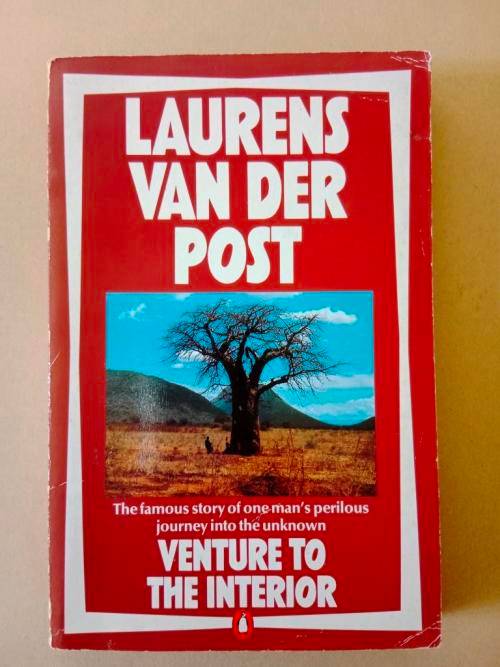 LAURENS
VAN DER
POST
The famous story of one man's perilous
journey into the unknown
VENTURE TO
THE INTERIOR